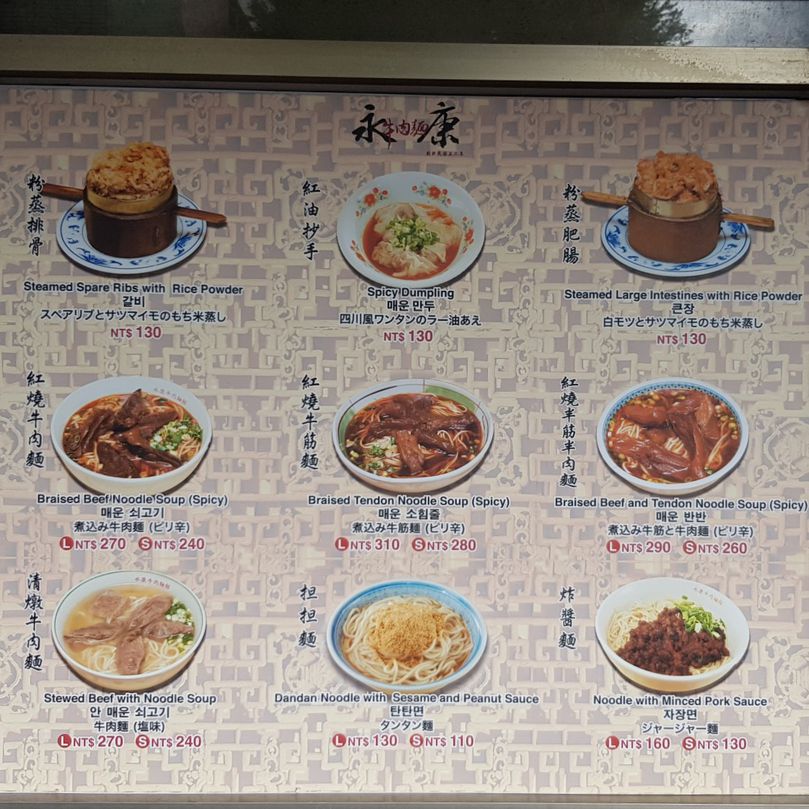 永康
牛肉麵
粉蒸排骨
Steamed Spare Ribs with Rice Powder
갈비
スペアリブとサツマイモのもち米蒸し
NT$ 130
紅油抄手
Spicy Dumpling
매운 만두
四川風ワンタンのラー油あえ
NT$ 130
粉蒸肥腸
Steamed Large Intestines with Rice Powder
큰장
白モツとサツマイモのもち米蒸し
NT$ 130
紅燒牛肉麵
Braised Beef Noodle Soup (Spicy)
매운 쇠고기
煮込み牛肉麵 (ピリ辛)
L NT$ 270 S NT$ 240
紅燒牛筋麵
Braised Tendon Noodle Soup (Spicy)
매운 소힘줄
煮込み牛筋麵 (ピリ辛)
L NT$ 310 S NT$ 280
紅燒半筋半肉麵
Braised Beef and Tendon Noodle Soup (Spicy)
매운 반반
煮込み牛筋と牛肉麵 (ピリ辛)
L NT$ 290 S NT$ 260
清燉牛肉麵
Stewed Beef with Noodle Soup
안 매운 쇠고기
牛肉麵 (塩味)
L NT$ 270 S NT$ 240
担担麵
Dandan Noodle with Sesame and Peanut Sauce
탄탄면
タンタン麵
L NT$ 130 S NT$ 110
炸醬麵
Noodle with Minced Pork Sauce
자장면
ジャージャー麵
L NT$ 160 S NT$ 130